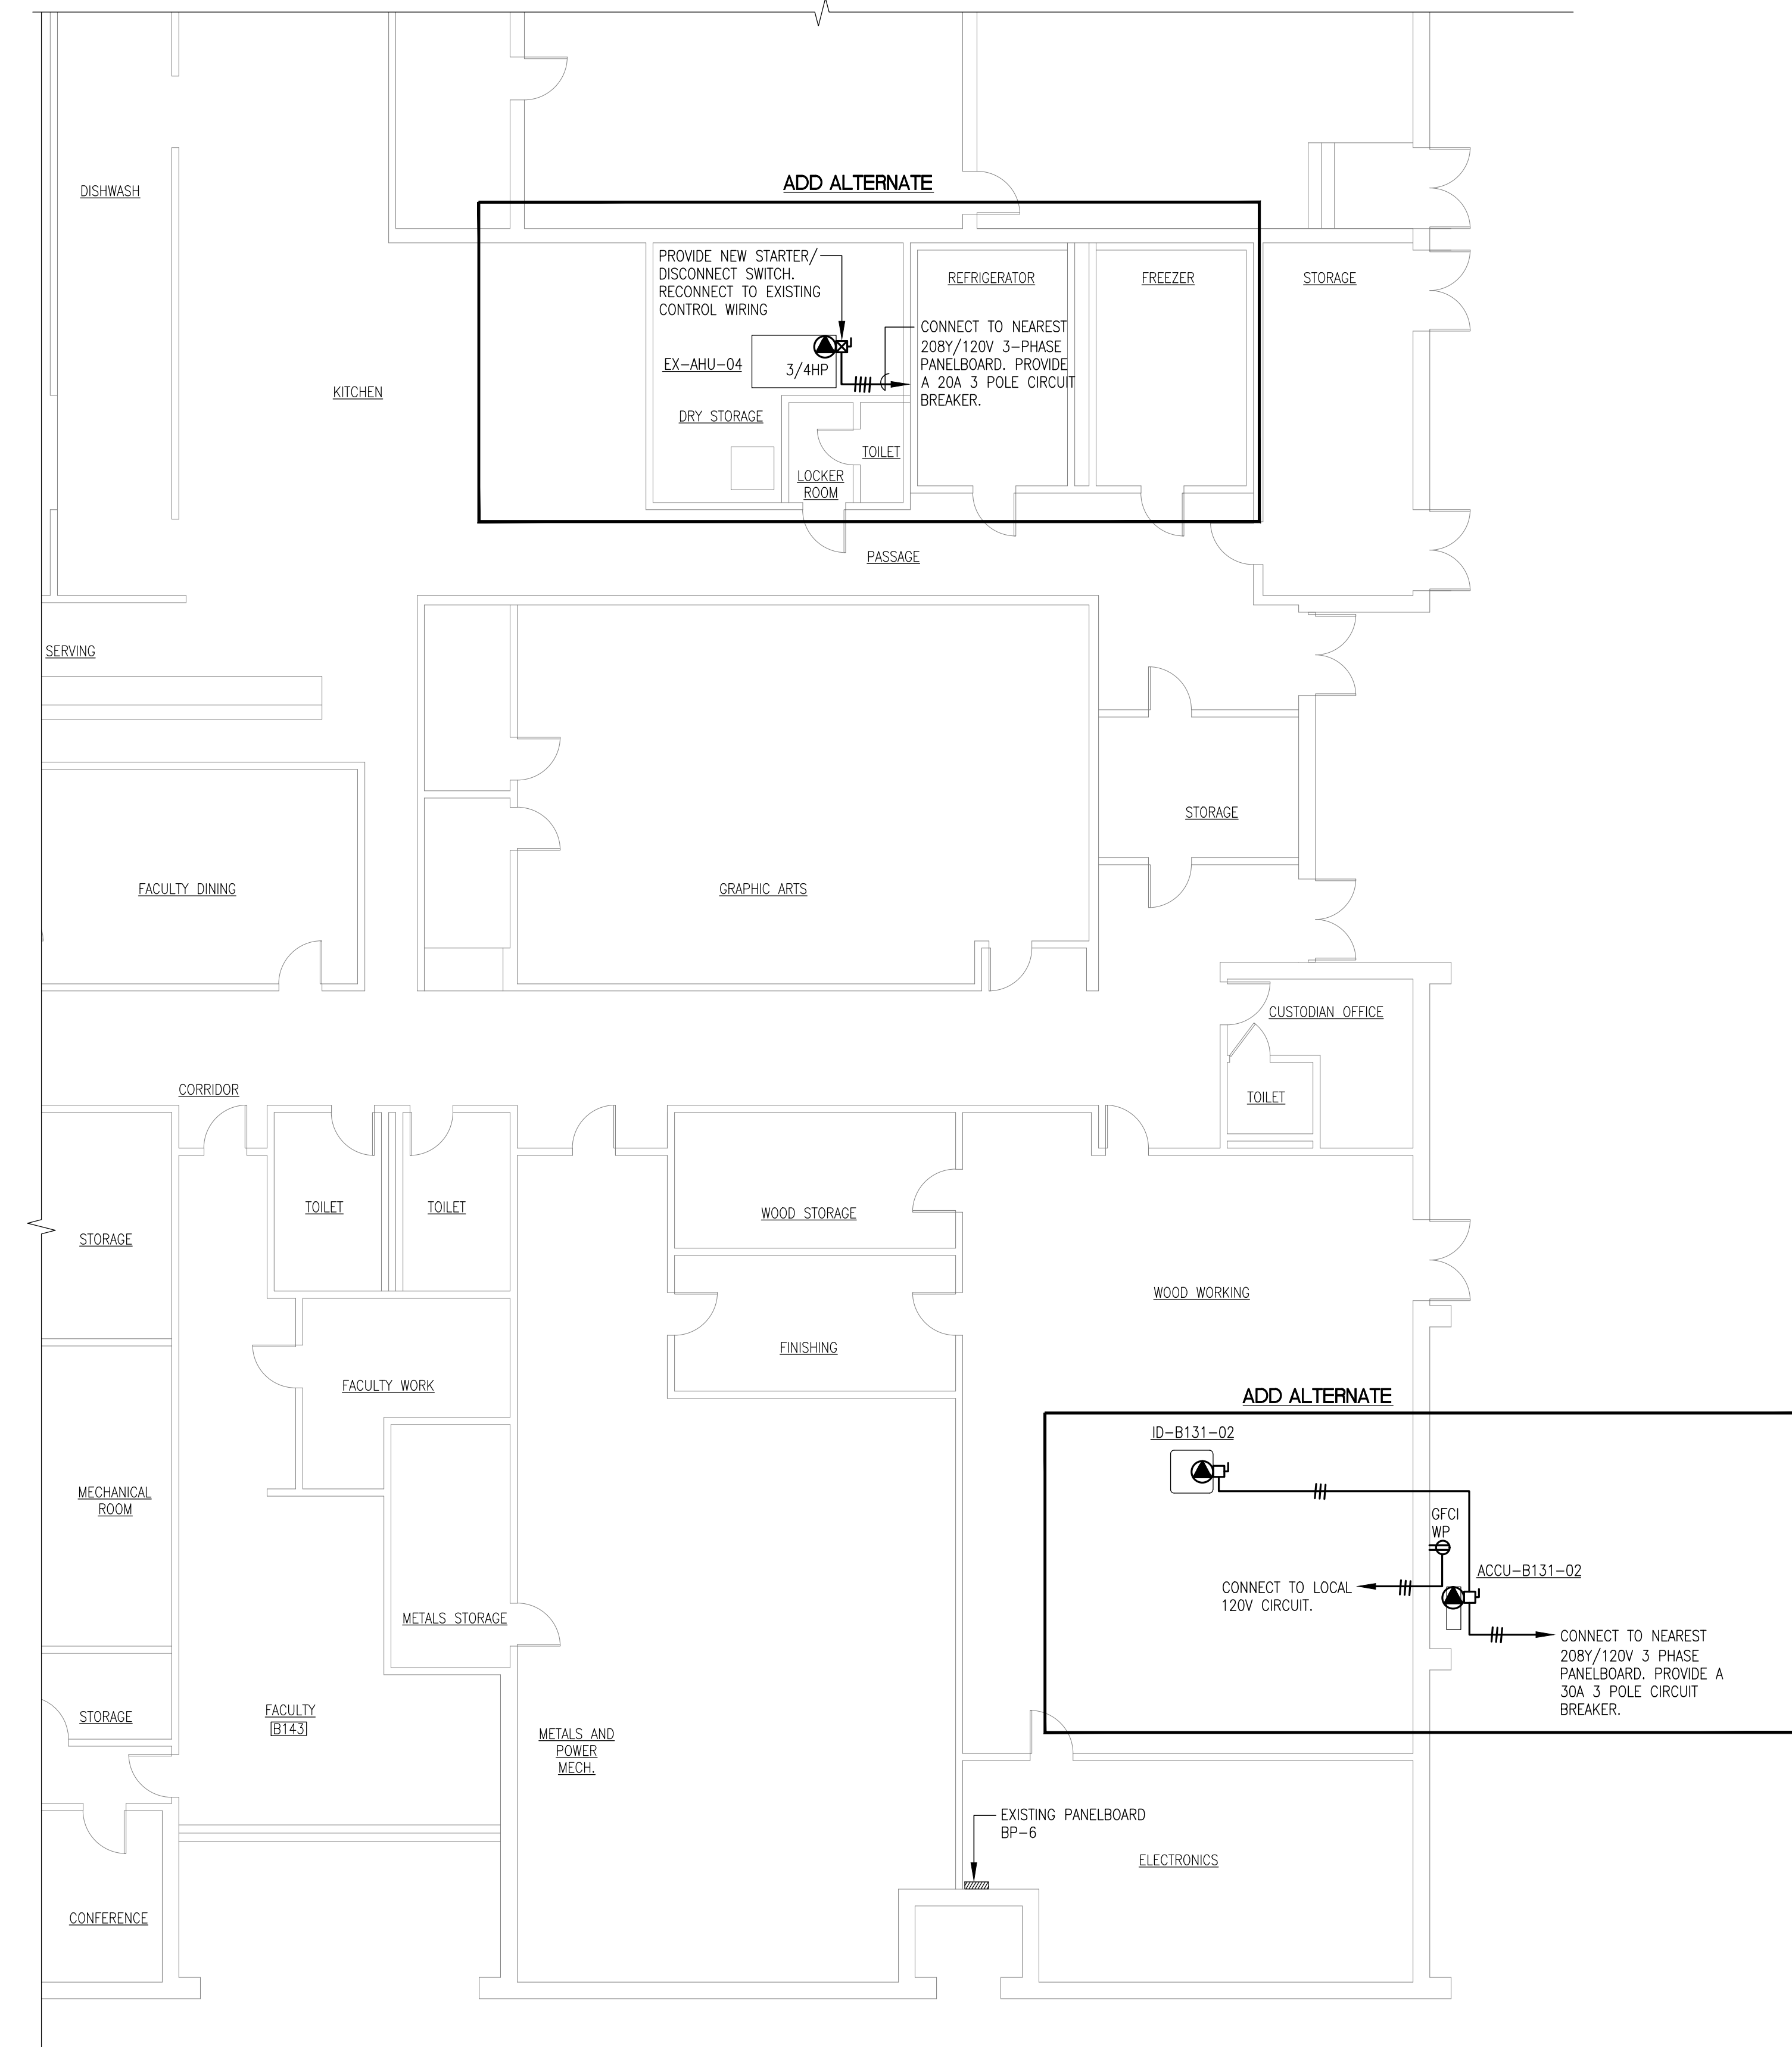 ADD ALTERNATE
DISHWASH
PROVIDE NEW STARTER/
DISCONNECT SWITCH.
RECONNECT TO EXISTING
CONTROL WIRING
REFRIGERATOR
FREEZER
STORAGE
CONNECT TO NEAREST
208Y/120V 3-PHASE
PANELBOARD. PROVIDE
A 20A 3 POLE CIRCUIT
BREAKER.
EX-AHU-04
3/4HP
KITCHEN
DRY STORAGE
TOILET
LOCKER
ROOM
PASSAGE
SERVING
STORAGE
FACULTY DINING
GRAPHIC ARTS
CUSTODIAN OFFICE
CORRIDOR
TOILET
TOILET
TOILET
WOOD STORAGE
STORAGE
WOOD WORKING
FINISHING
FACULTY WORK
ADD ALTERNATE
ID-B131-02
MECHANICAL
ROOM
GFCI
WP
ACCU-B131-02
CONNECT TO LOCAL
120V CIRCUIT.
METALS STORAGE
CONNECT TO NEAREST
208Y/120V 3 PHASE
PANELBOARD. PROVIDE A
30A 3 POLE CIRCUIT
BREAKER.
STORAGE
FACULTY
B143
METALS AND
POWER
MECH.
EXISTING PANELBOARD
BP-6
ELECTRONICS
CONFERENCE